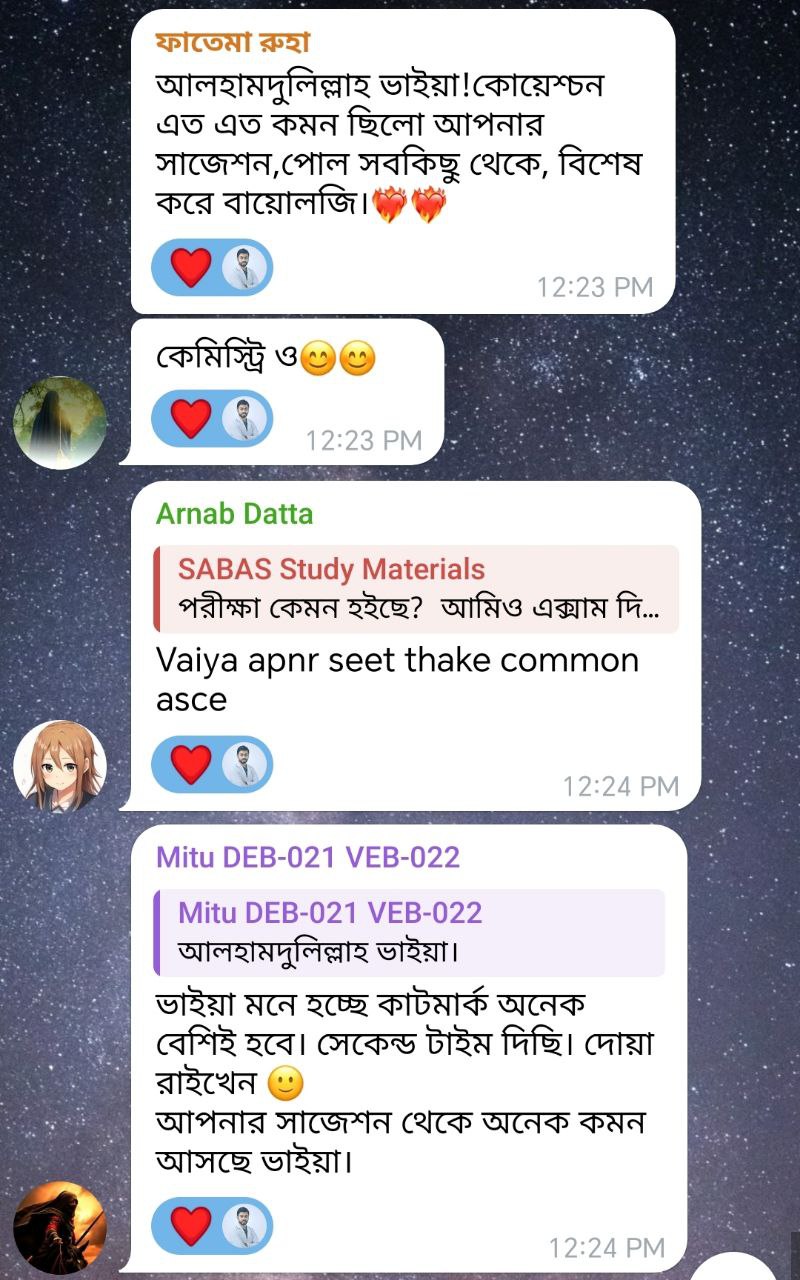 ফাতেমা রুহা
আলহামদুলিল্লাহ ভাইয়া!কোয়েশ্চন
এত এত কমন ছিলো আপনার
সাজেশন,পোল সবকিছু থেকে, বিশেষ
করে বায়োলজি।❤️‍🔥❤️‍🔥
12:23 PM
কেমিস্ট্রি ও😊😊
12:23 PM
Arnab Datta
SABAS Study Materials
পরীক্ষা কেমন হইছে? আমিও এক্সাম দি...
Vaiya apnr seet thake common
asce
12:24 PM
Mitu DEB-021 VEB-022
Mitu DEB-021 VEB-022
আলহামদুলিল্লাহ ভাইয়া।
ভাইয়া মনে হচ্ছে কাটমার্ক অনেক
বেশিই হবে। সেকেন্ড টাইম দিছি। দোয়া
রাইখেন 🙂
আপনার সাজেশন থেকে অনেক কমন
আসছে ভাইয়া।
12:24 PM